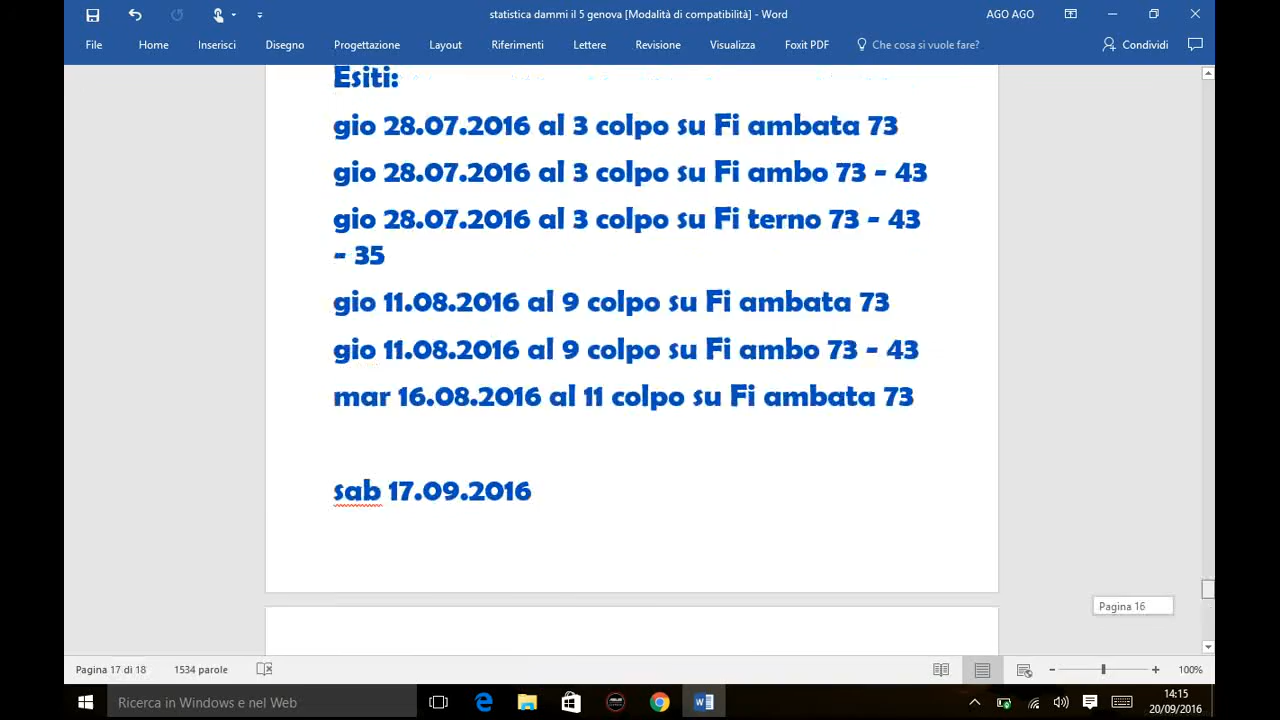 statistica dammi il 5 genova [Modalità di compatibilità] - Word
AGO AGO
File Home Inserisci Disegno Progettazione Layout Riferimenti Lettere Revisione Visualizza Foxit PDF Che cosa si vuole fare? Condividi
Esiti:
gio 28.07.2016 al 3 colpo su Fi ambata 73
gio 28.07.2016 al 3 colpo su Fi ambo 73 - 43
gio 28.07.2016 al 3 colpo su Fi terno 73 - 43
- 35
gio 11.08.2016 al 9 colpo su Fi ambata 73
gio 11.08.2016 al 9 colpo su Fi ambo 73 - 43
mar 16.08.2016 al 11 colpo su Fi ambata 73
sab 17.09.2016
Pagina 16
Pagina 17 di 18 1534 parole 100%
Ricerca in Windows e nel Web
14:15
20/09/2016